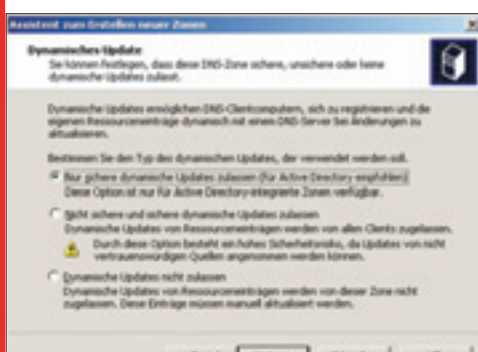 Assistent zum Erstellen neuer Zonen
Dynamisches Update
Sie können festlegen, dass diese DNS-Zone sichere, unsichere oder keine
dynamische Updates zulässt.
Dynamische Updates ermöglichen DNS-Clientcomputern, sich zu registrieren und die
eigenen Ressourceneinträge dynamisch mit einem DNS-Server bei Änderungen zu
aktualisieren.
Bestimmen Sie den Typ des dynamischen Updates, der verwendet werden soll.
Nur sichere dynamische Updates zulassen (für Active Directory empfohlen)
Diese Option ist nur für Active Directory-integrierte Zonen verfügbar.
Nicht sichere und sichere dynamische Updates zulassen
Dynamische Updates von Ressourceneinträgen werden von allen Clients zugelassen.
Durch diese Option besteht ein hohes Sicherheitsrisiko, da Updates von nicht
vertrauenswürdigen Quellen angenommen werden können.
Dynamische Updates nicht zulassen
Dynamische Updates von Ressourceneinträgen werden von dieser Zone nicht
zugelassen. Diese Einträge müssen manuell aktualisiert werden.